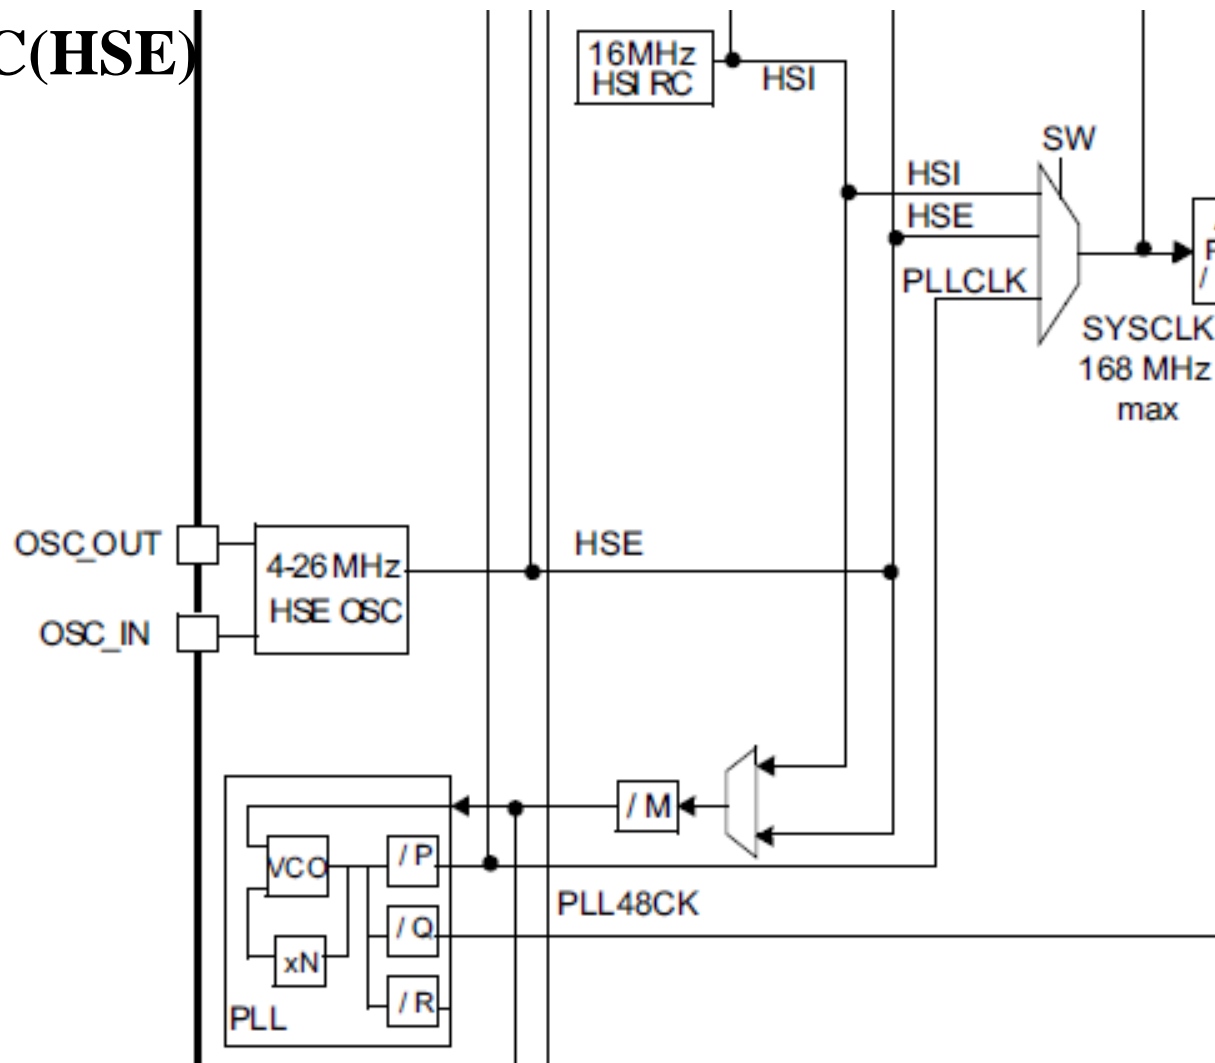 C(HSE)
16MHz
HSI RC
HSI
SW
HSI
HSE
PLLCLK
SYSCLK
168 MHz
max
OSC_OUT
4-26 MHz
HSE OSC
HSE
OSC_IN
/ M
VCO
/ P
PLL48CK
/ Q
xN
/ R
PLL